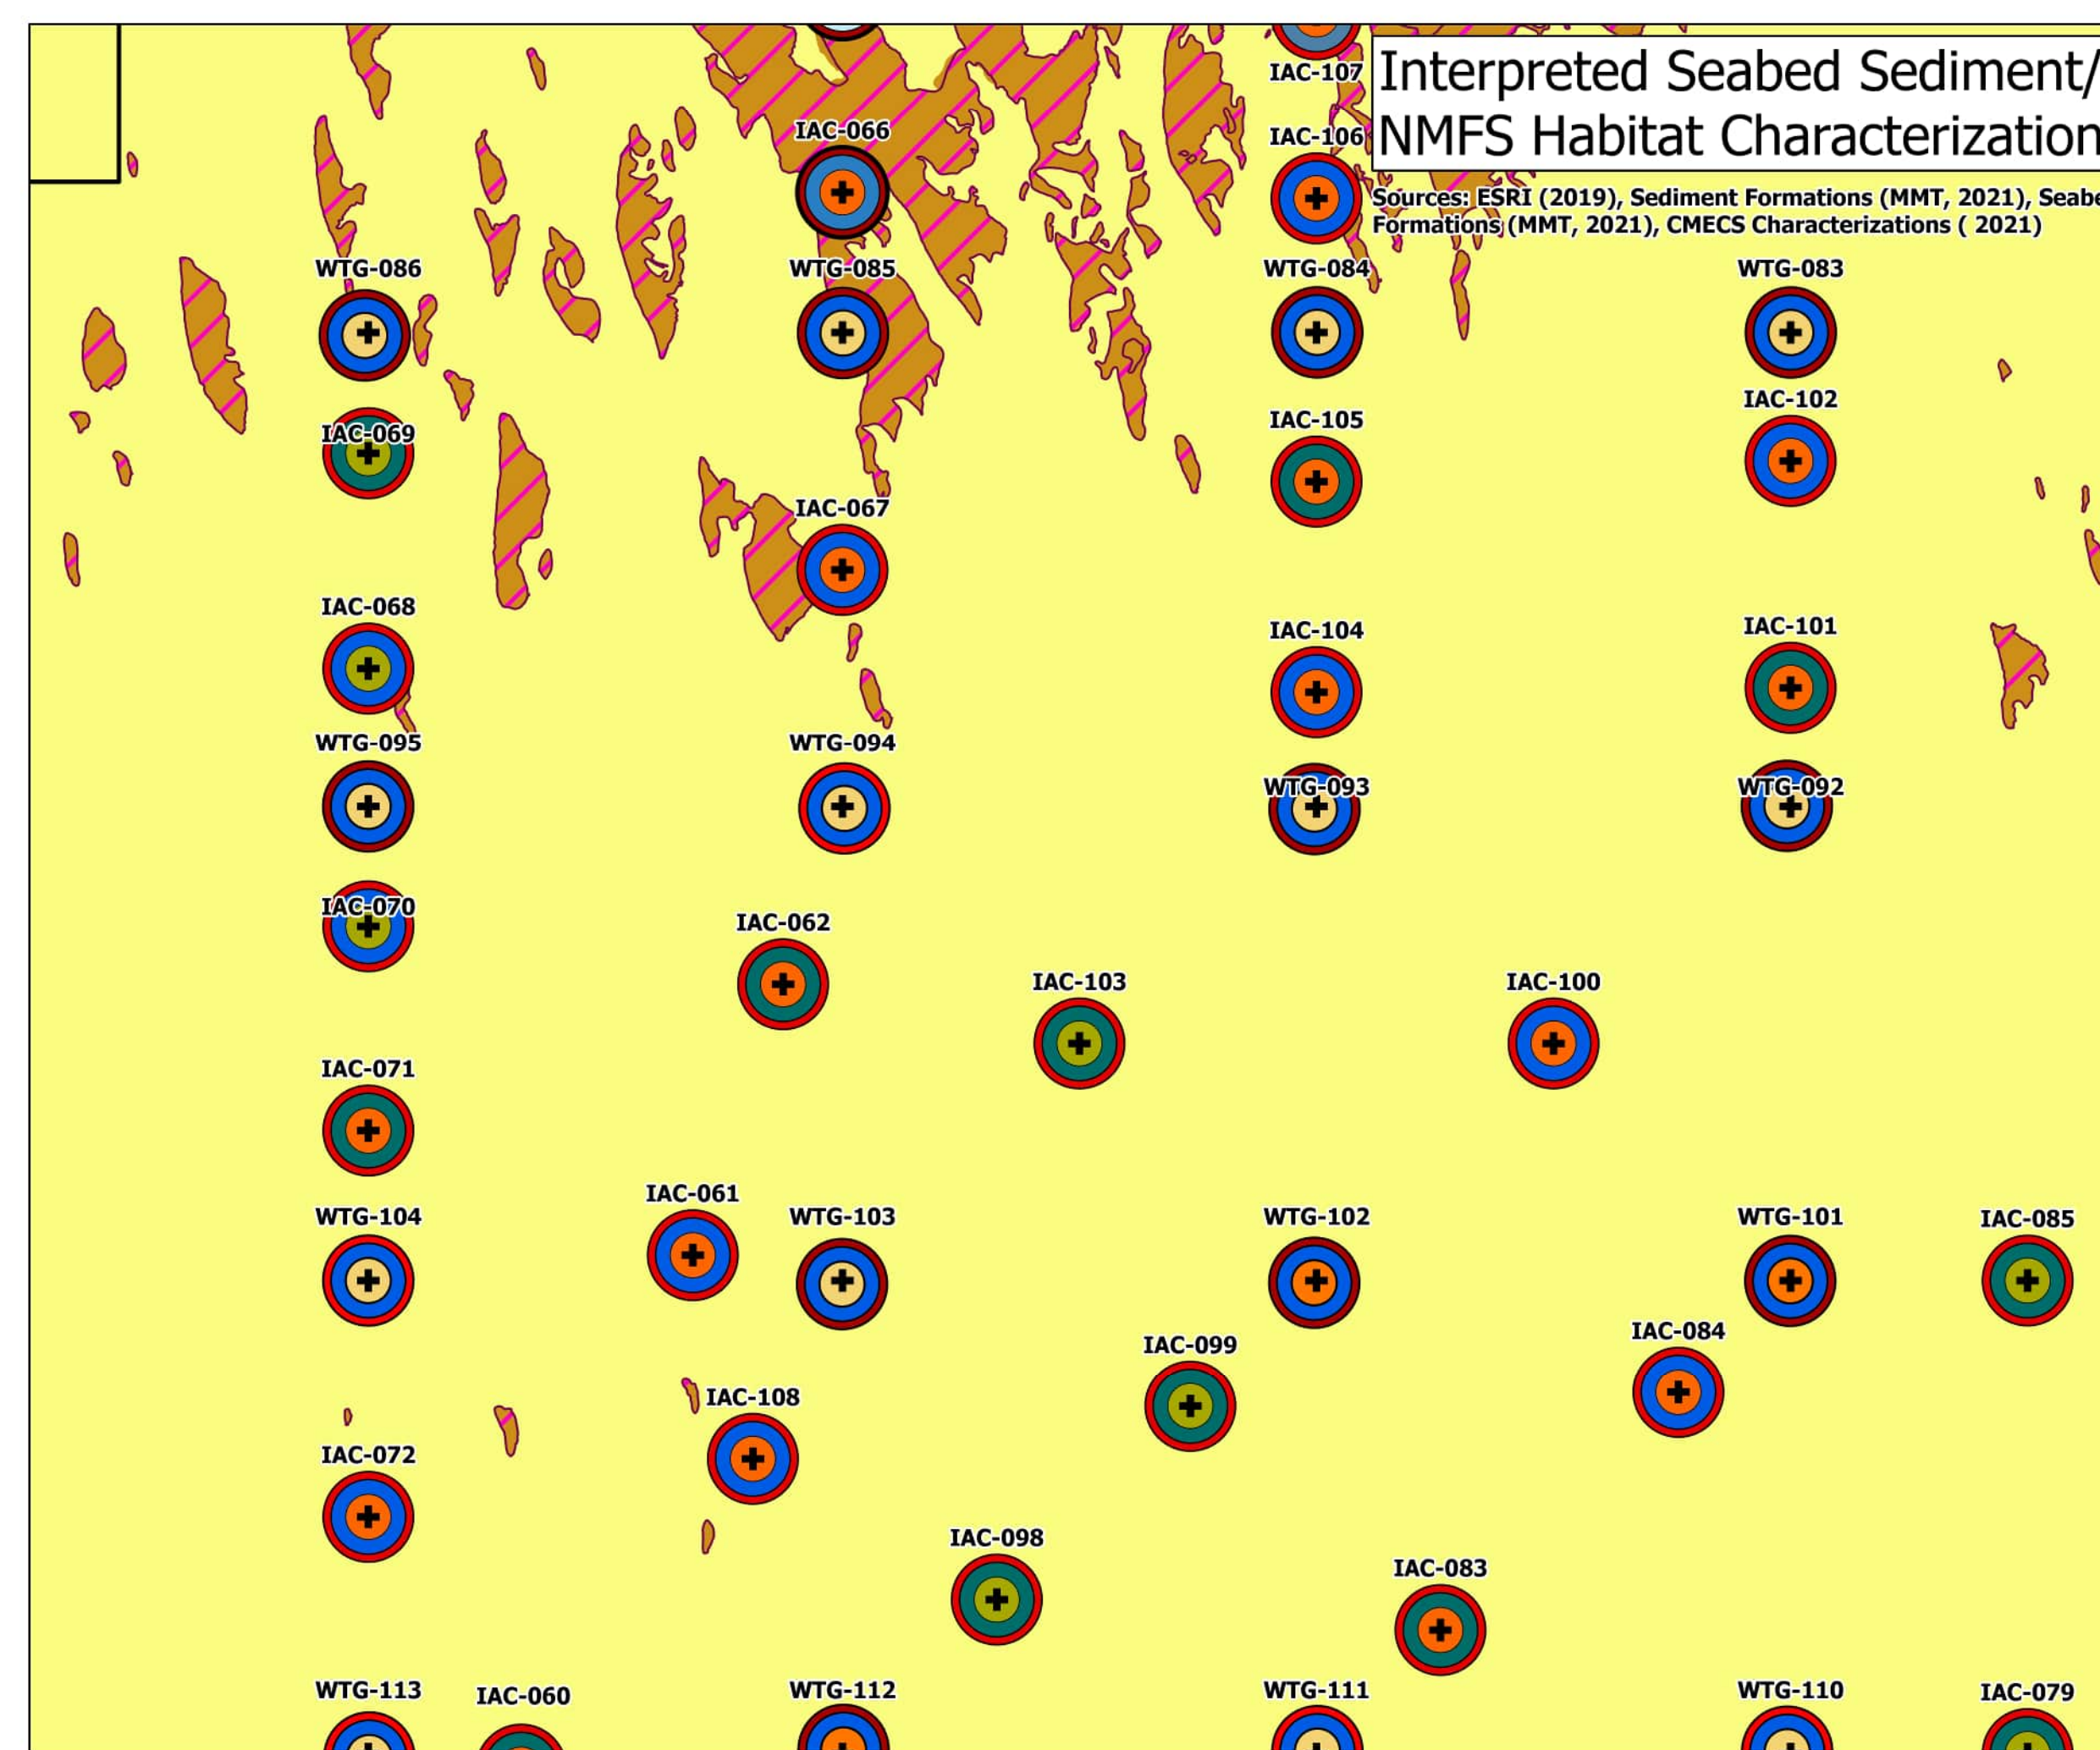 IAC-107
Interpreted Seabed Sediment/
NMFS Habitat Characterization
IAC-066
IAC-106
Sources: ESRI (2019), Sediment Formations (MMT, 2021), Seabe
Formations (MMT, 2021), CMECS Characterizations ( 2021)
WTG-086
WTG-085
WTG-084
WTG-083
IAC-102
IAC-105
IAC-069
IAC-067
IAC-068
IAC-104
IAC-101
WTG-095
WTG-094
WTG-093
WTG-092
IAC-070
IAC-062
IAC-103
IAC-100
IAC-071
IAC-061
WTG-104
WTG-103
WTG-102
WTG-101
IAC-085
IAC-084
IAC-099
IAC-108
IAC-072
IAC-098
IAC-083
WTG-113
IAC-060
WTG-112
WTG-111
WTG-110
IAC-079